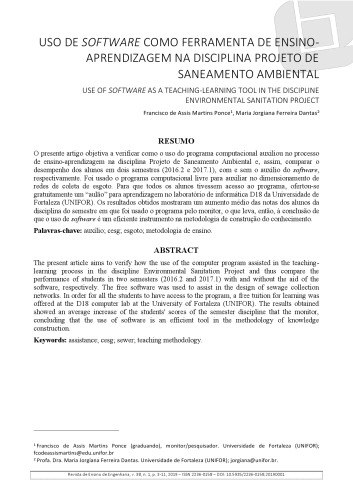 USO DE SOFTWARE COMO FERRAMENTA DE ENSINO-
APRENDIZAGEM NA DISCIPLINA PROJETO DE
SANEAMENTO AMBIENTAL
USE OF SOFTWARE AS A TEACHING-LEARNING TOOL IN THE DISCIPLINE
ENVIRONMENTAL SANITATION PROJECT
Francisco de Assis Martins Ponce¹, Maria Jorgiana Ferreira Dantas²
RESUMO
O presente artigo objetiva a verificar como o uso do programa computacional auxiliou no processo
de ensino-aprendizagem na disciplina Projeto de Saneamento Ambiental e, assim, comparar o
desempenho dos alunos em dois semestres (2016.2 e 2017.1), com e sem o auxílio do software,
respectivamente. Foi usado o programa computacional livre para auxiliar no dimensionamento de
redes de coleta de esgoto. Para que todos os alunos tivessem acesso ao programa, ofertou-se
gratuitamente um “aulão” para aprendizagem no laboratório de informática D18 da Universidade de
Fortaleza (UNIFOR). Os resultados obtidos mostraram um aumento médio das notas dos alunos da
disciplina do semestre em que foi usado o programa pelo monitor, o que leva, então, à conclusão de
que o uso de software é um eficiente instrumento na metodologia de construção do conhecimento.
Palavras-chave: auxílio; cesg; esgoto; metodologia de ensino.
ABSTRACT
The present article aims to verify how the use of the computer program assisted in the teaching-
learning process in the discipline Environmental Sanitation Project and thus compare the
performance of students in two semesters (2016.2 and 2017.1) with and without the aid of the
software, respectively. The free software was used to assist in the design of sewage collection
networks. In order for all the students to have access to the program, a free tuition for learning was
offered at the D18 computer lab at the University of Fortaleza (UNIFOR). The results obtained
showed an average increase of the students' scores of the semester discipline that the monitor,
concluding that the use of software is an efficient tool in the methodology of knowledge
construction.
Keywords: assistance, cesg; sewer; teaching methodology.
¹ Francisco de Assis Martins Ponce (graduando), monitor/pesquisador. Universidade de Fortaleza (UNIFOR);
fcodeassismartins@edu.unifor.br
² Profa. Dra. Maria Jorgiana Ferreira Dantas. Universidade de Fortaleza (UNIFOR); jorgiana@unifor.br.
Revista de Ensino de Engenharia, v. 38, n. 1, p. 3-11, 2019 – ISSN 2236-0158 – DOI: 10.5935/2236-0158.20190001